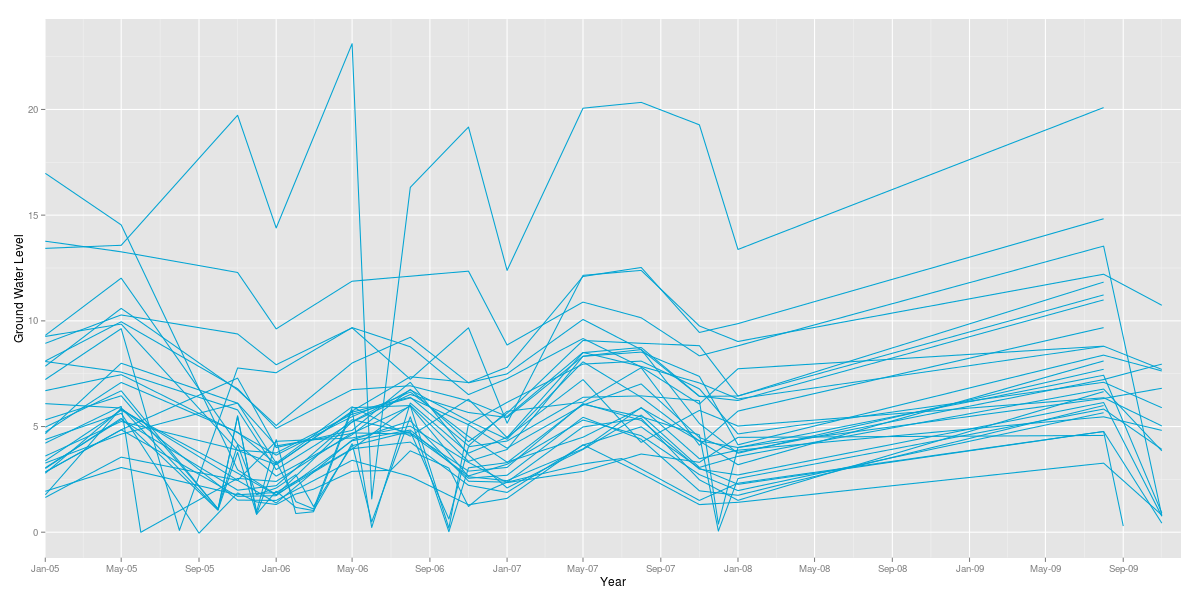 Ground Water Level
20
15
10
5
0
Jan-05 May-05 Sep-05 Jan-06 May-06 Sep-06 Jan-07 May-07 Sep-07 Jan-08 May-08 Sep-08 Jan-09 May-09 Sep-09
Year